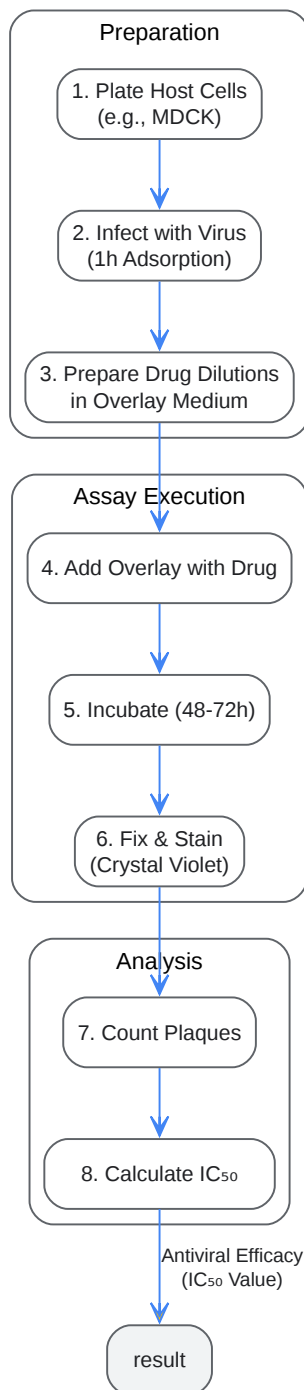 Preparation
1. Plate Host Cells
(e.g., MDCK)
2. Infect with Virus
(1h Adsorption)
3. Prepare Drug Dilutions
in Overlay Medium
Assay Execution
4. Add Overlay with Drug
5. Incubate (48-72h)
6. Fix & Stain
(Crystal Violet)
Analysis
7. Count Plaques
8. Calculate IC₅₀
Antiviral Efficacy
(IC₅₀ Value)
result